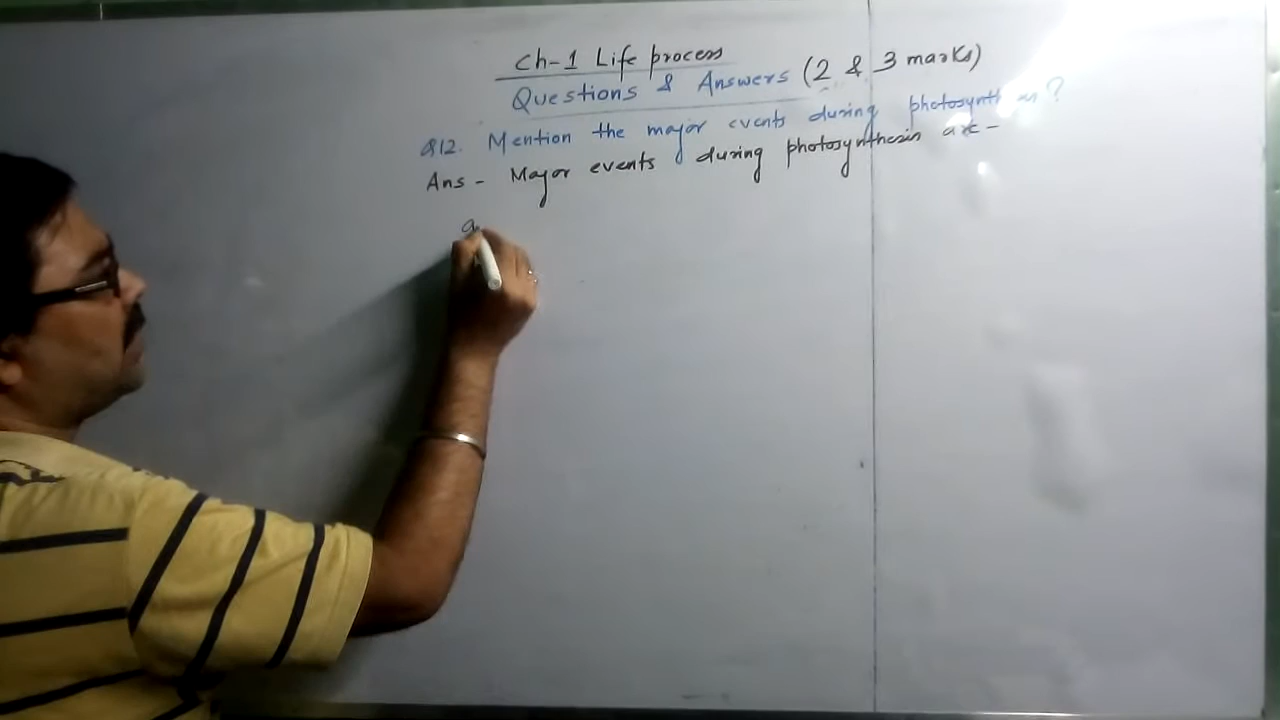 Ch-1 Life process
Questions & Answers (2 & 3 marks)
Q12. Mention the major events during photosynthesis?
Ans - Major events during photosynthesis are -
a